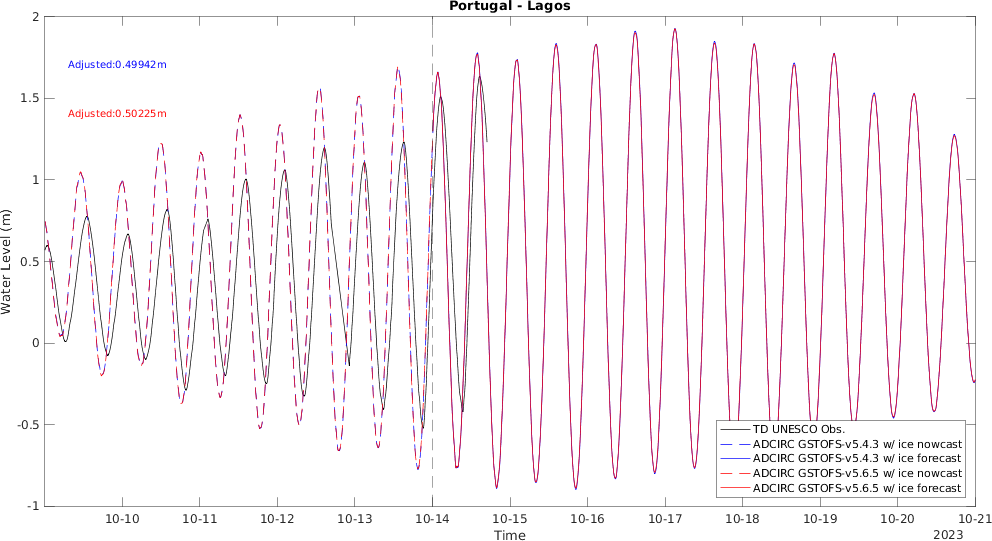 Portugal - Lagos
2
1.5
1
0.5
0
-0.5
-1
Water Level (m)
Adjusted:0.49942m
Adjusted:0.50225m
TD UNESCO Obs.
ADCIRC GSTOFS-v5.4.3 w/ ice nowcast
ADCIRC GSTOFS-v5.4.3 w/ ice forecast
ADCIRC GSTOFS-v5.6.5 w/ ice nowcast
ADCIRC GSTOFS-v5.6.5 w/ ice forecast
10-10 10-11 10-12 10-13 10-14 10-15 10-16 10-17 10-18 10-19 10-20 10-21
Time
2023